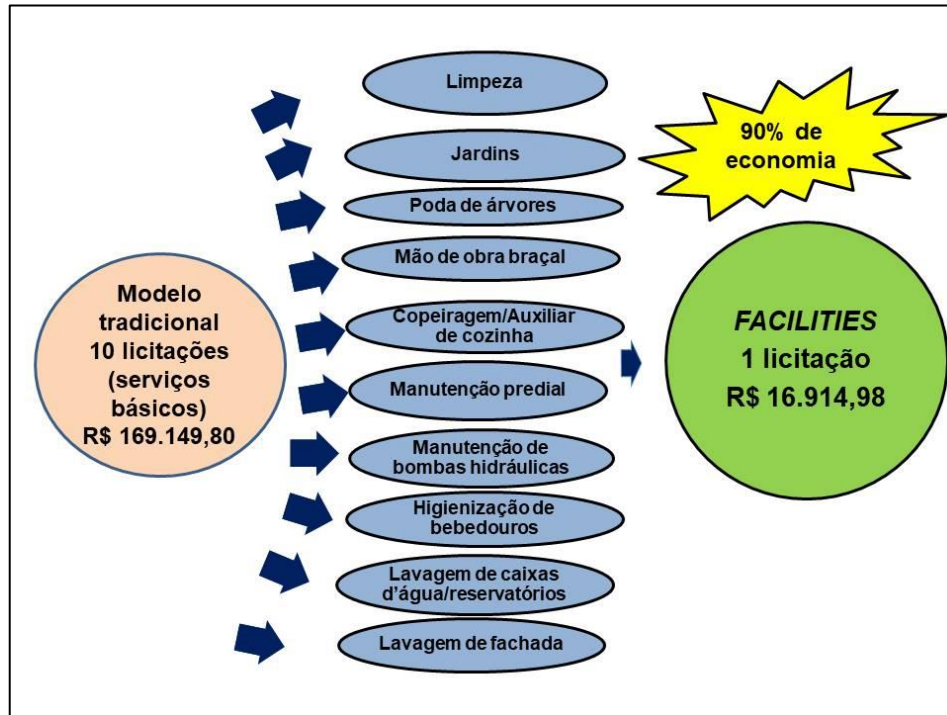 Modelo
tradicional
10 licitações
(serviços
básicos)
R$ 169.149,80
Limpeza
Jardins
Poda de árvores
Mão de obra braçal
Copeiragem/Auxiliar
de cozinha
Manutenção predial
Manutenção de
bombas hidráulicas
Higienização de
bebedouros
Lavagem de caixas
d'água/reservatórios
Lavagem de fachada
90% de
economia
FACILITIES
1 licitação
R$ 16.914,98